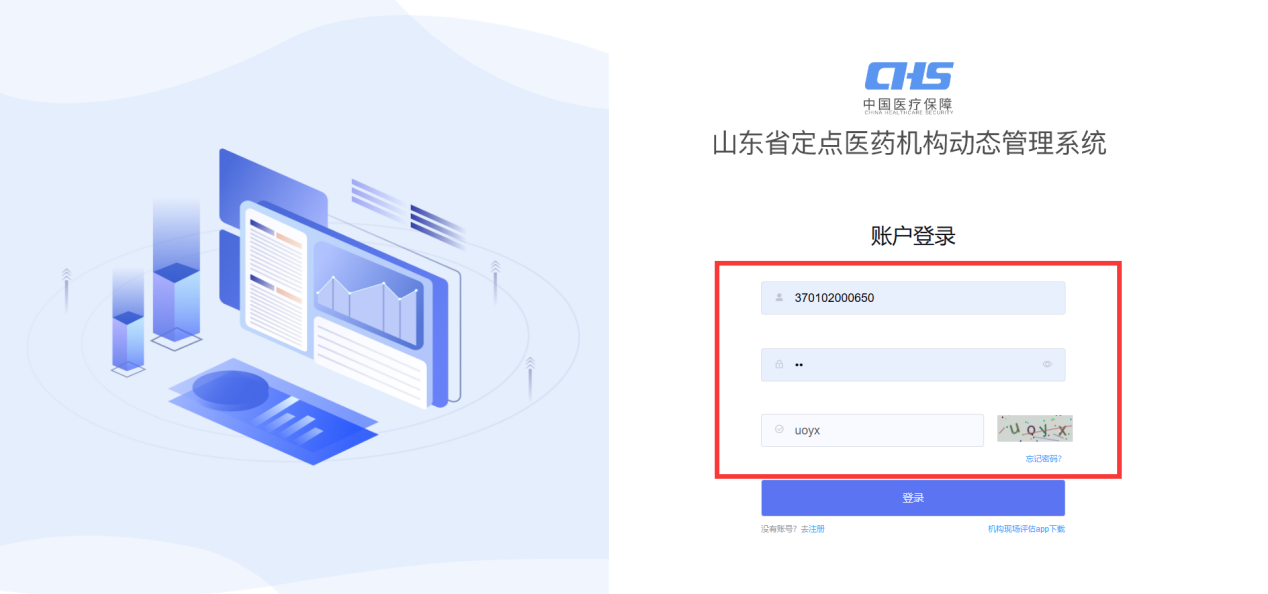 CHS
中国医疗保障
CHINA HEALTHCARE SECURITY
山东省定点医药机构动态管理系统
账户登录
370102000650
••
uoyx
uoyx
忘记密码?
登录
没有账号? 去注册
机构现场评估app下载